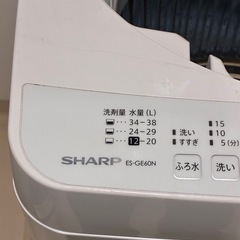 洗剤量 水量(L)
34-38
24-29
12-20
洗い
すすぎ
15
10
5(分)
SHARP ES-GE60N
ふろ水
洗い